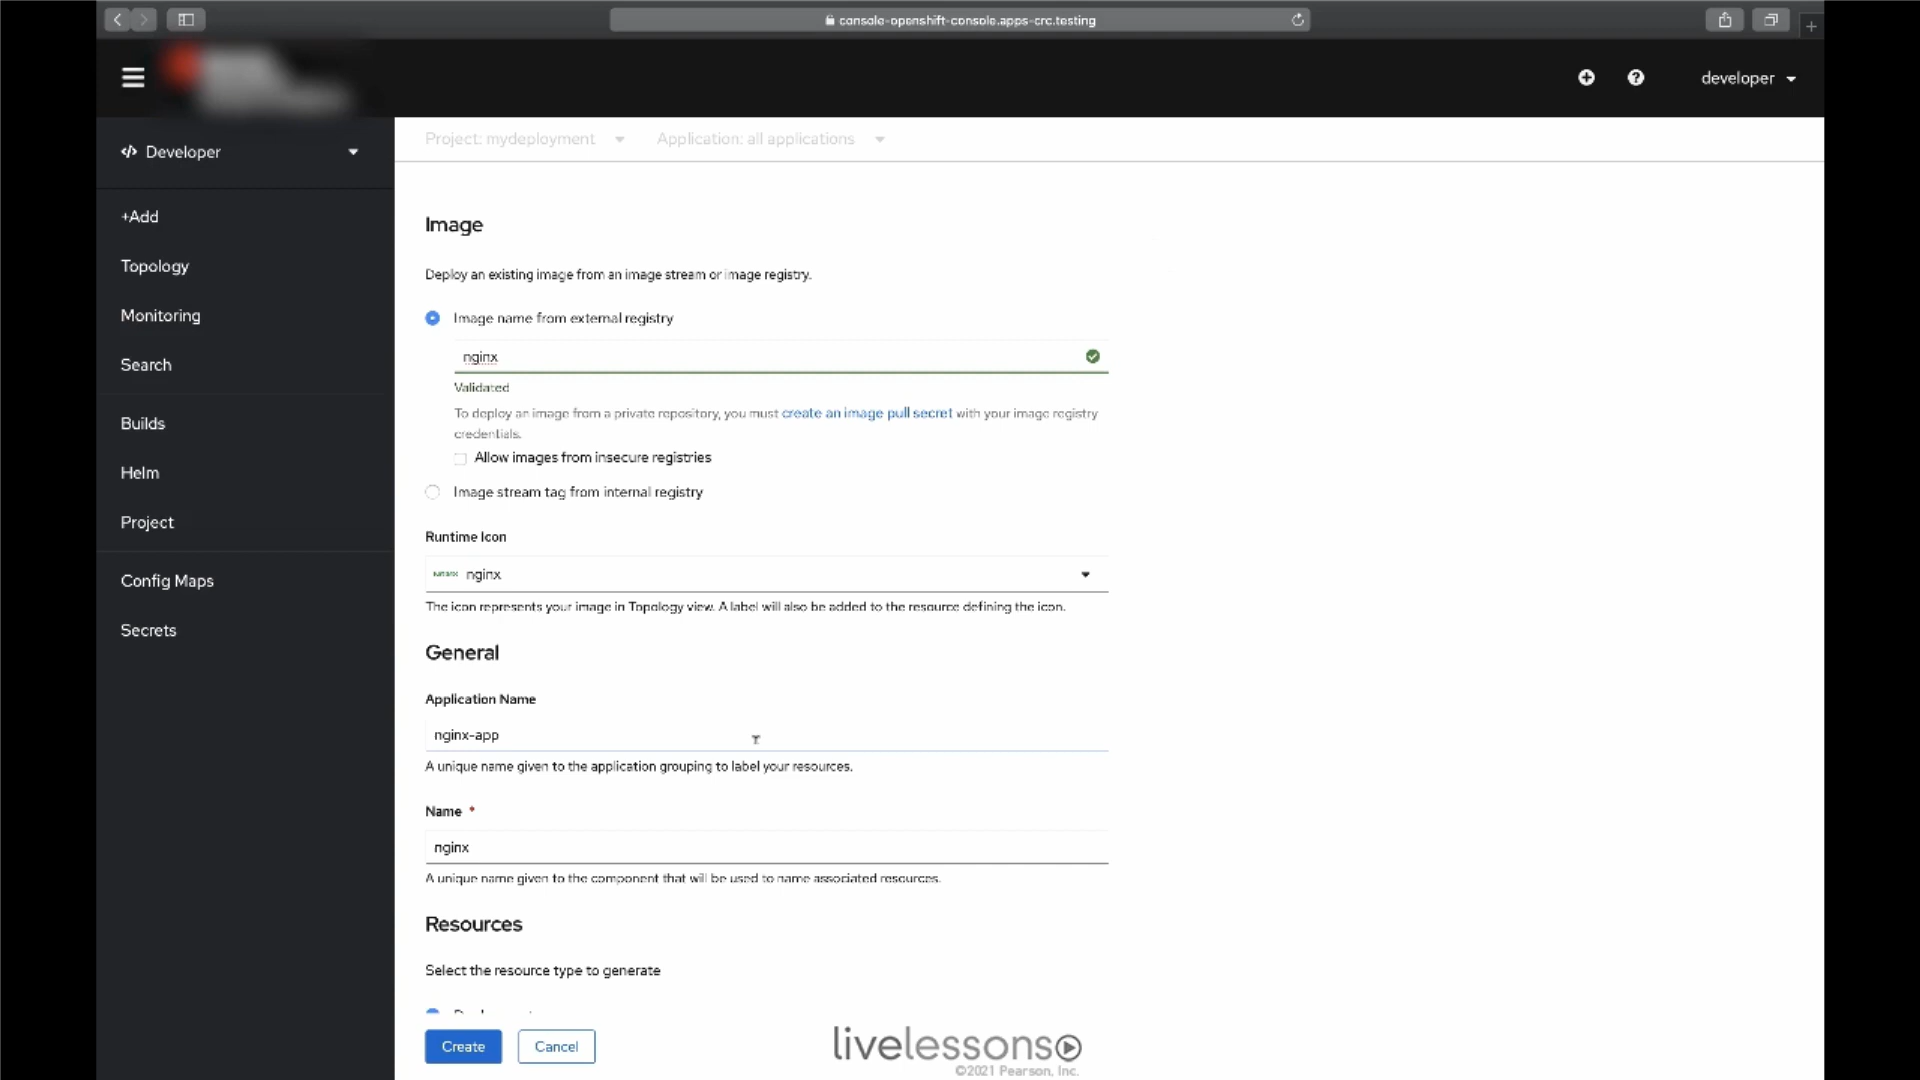 console-openshift-console.apps-crc.testing
developer
Developer
Project: mydeployment
Application: all applications
+Add
Topology
Monitoring
Search
Builds
Helm
Project
Config Maps
Secrets
Image
Deploy an existing image from an image stream or image registry.
Image name from external registry
nginx
Validated
To deploy an image from a private repository, you must create an image pull secret with your image registry
credentials.
Allow images from insecure registries
Image stream tag from internal registry
Runtime Icon
NGINX nginx
The icon represents your image in Topology view. A label will also be added to the resource defining the icon.
General
Application Name
nginx-app
A unique name given to the application grouping to label your resources.
Name *
nginx
A unique name given to the component that will be used to name associated resources.
Resources
Select the resource type to generate
Create
Cancel
livelessons
©2021 Pearson, Inc.